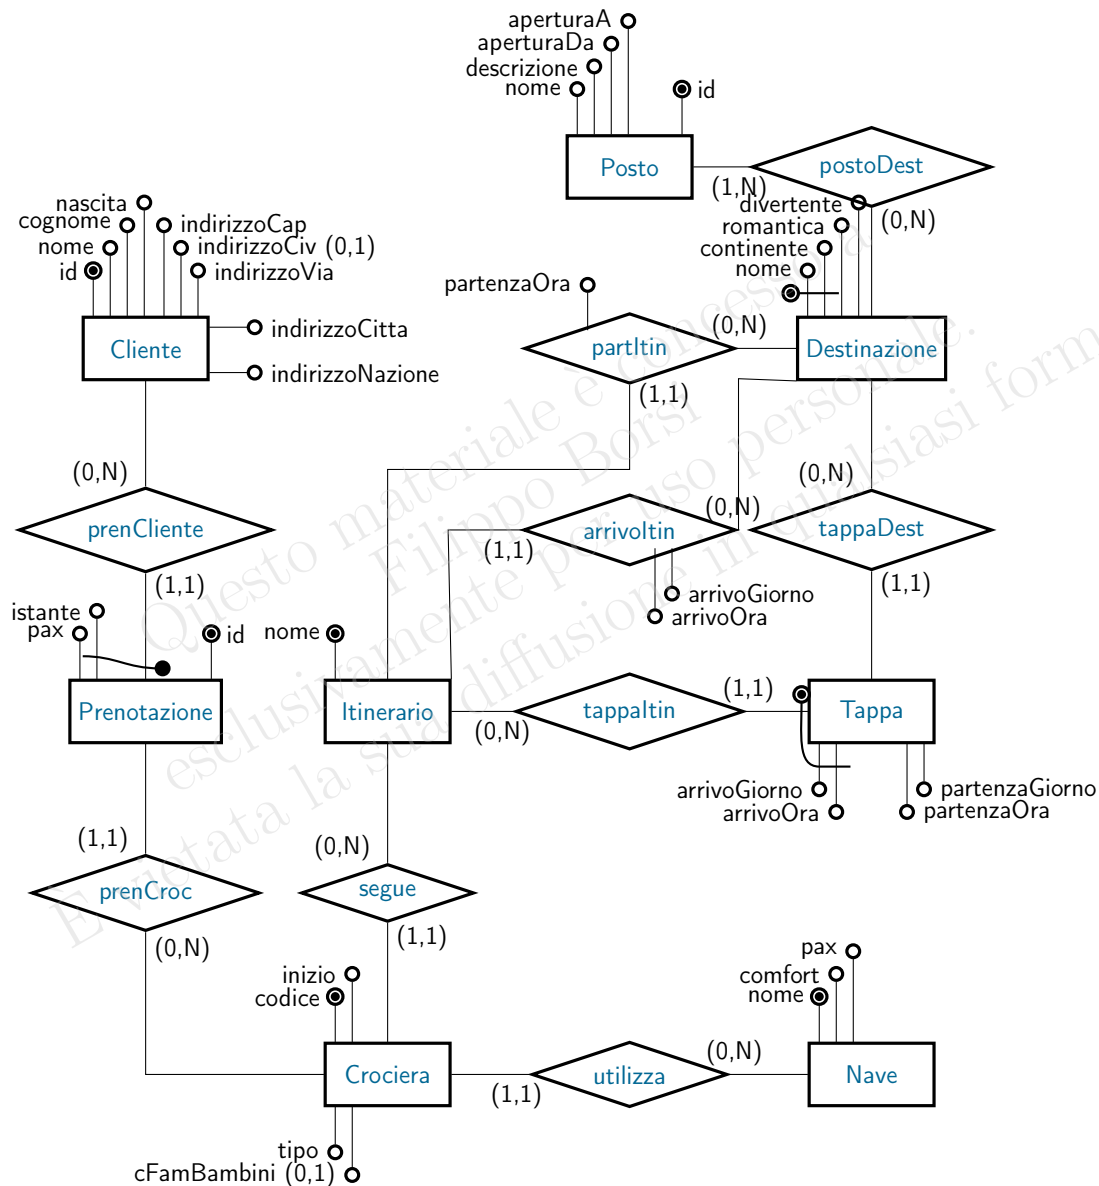 aperturaA
aperturaDa
descrizione
nome
id
Posto
postoDest
(1,N)
(0,N)
nascita
cognome
nome
id
indirizzoCap
indirizzoCiv (0,1)
indirizzoVia
indirizzoCitta
indirizzoNazione
Cliente
divertente
romantica
continente
nome
partenzaOra
partItin
(0,N)
(1,1)
Destinazione
(0,N)
prenCliente
(1,1)
(1,1)
arrivoItin
(0,N)
arrivoGiorno
arrivoOra
(0,N)
tappaDest
(1,1)
istante
pax
id
Prenotazione
nome
Itinerario
(0,N)
tappaItin
(1,1)
Tappa
arrivoGiorno
arrivoOra
partenzaGiorno
partenzaOra
(1,1)
prenCroc
(0,N)
(0,N)
segue
(1,1)
inizio
codice
Crociera
tipo
cFamBambini (0,1)
(1,1)
utilizza
(0,N)
pax
comfort
nome
Nave
Questo materiale è concesso a
Filippo Borsi
esclusivamente per uso personale.
È vietata la sua diffusione in qualsiasi form